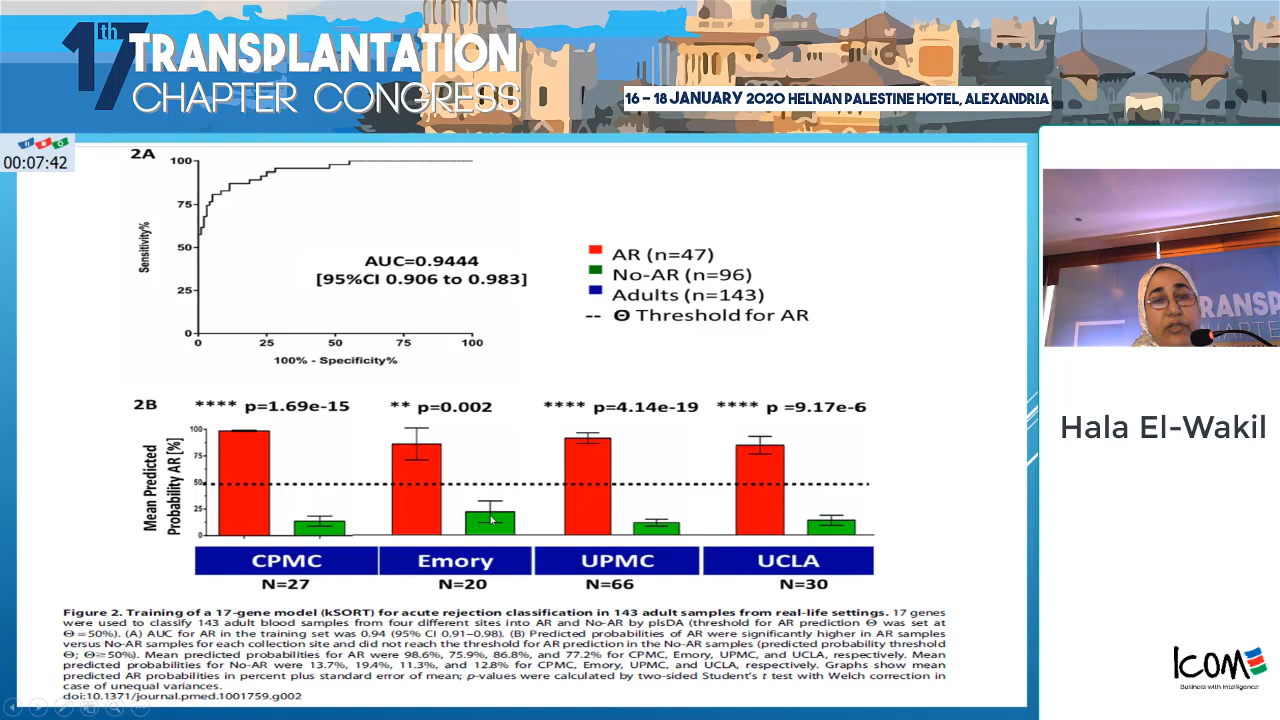 17th TRANSPLANTATION
CHAPTER CONGRESS
16 – 18 JANUARY 2020 HELNAN PALESTINE HOTEL, ALEXANDRIA
00:07:42
2A
100
75
50
25
0
Sensitivity%
AUC=0.9444
[95%CI 0.906 to 0.983]
0 25 50 75 100
100% - Specificity%
AR (n=47)
No-AR (n=96)
Adults (n=143)
-- Θ Threshold for AR
2B
**** p=1.69e-15 ** p=0.002 **** p=4.14e-19 **** p =9.17e-6
Mean Predicted
Probability AR [%]
100
75
50
25
0
CPMC Emory UPMC UCLA
N=27 N=20 N=66 N=30
Figure 2. Training of a 17-gene model (kSORT) for acute rejection classification in 143 adult samples from real-life settings. 17 genes
were used to classify 143 adult blood samples from four different sites into AR and No-AR by plsDA (threshold for AR prediction Θ was set at
Θ = 50%). (A) AUC for AR in the training set was 0.94 (95% CI 0.91–0.98). (B) Predicted probabilities of AR were significantly higher in AR samples
versus No-AR samples for each collection site and did not reach the threshold for AR prediction in the No-AR samples (predicted probability threshold
Θ; Θ≥50%). Mean predicted probabilities for AR were 98.6%, 75.9%, 86.8%, and 77.2% for CPMC, Emory, UPMC, and UCLA, respectively. Mean
predicted probabilities for No-AR were 13.7%, 19.4%, 11.3%, and 12.8% for CPMC, Emory, UPMC, and UCLA, respectively. Graphs show mean
predicted AR probabilities in percent plus standard error of mean; p-values were calculated by two-sided Student's t test with Welch correction in
case of unequal variances.
doi:10.1371/journal.pmed.1001759.g002
TRANSPLANT
CHAPTER
Hala El-Wakil
ICOME
Business with Intelligence